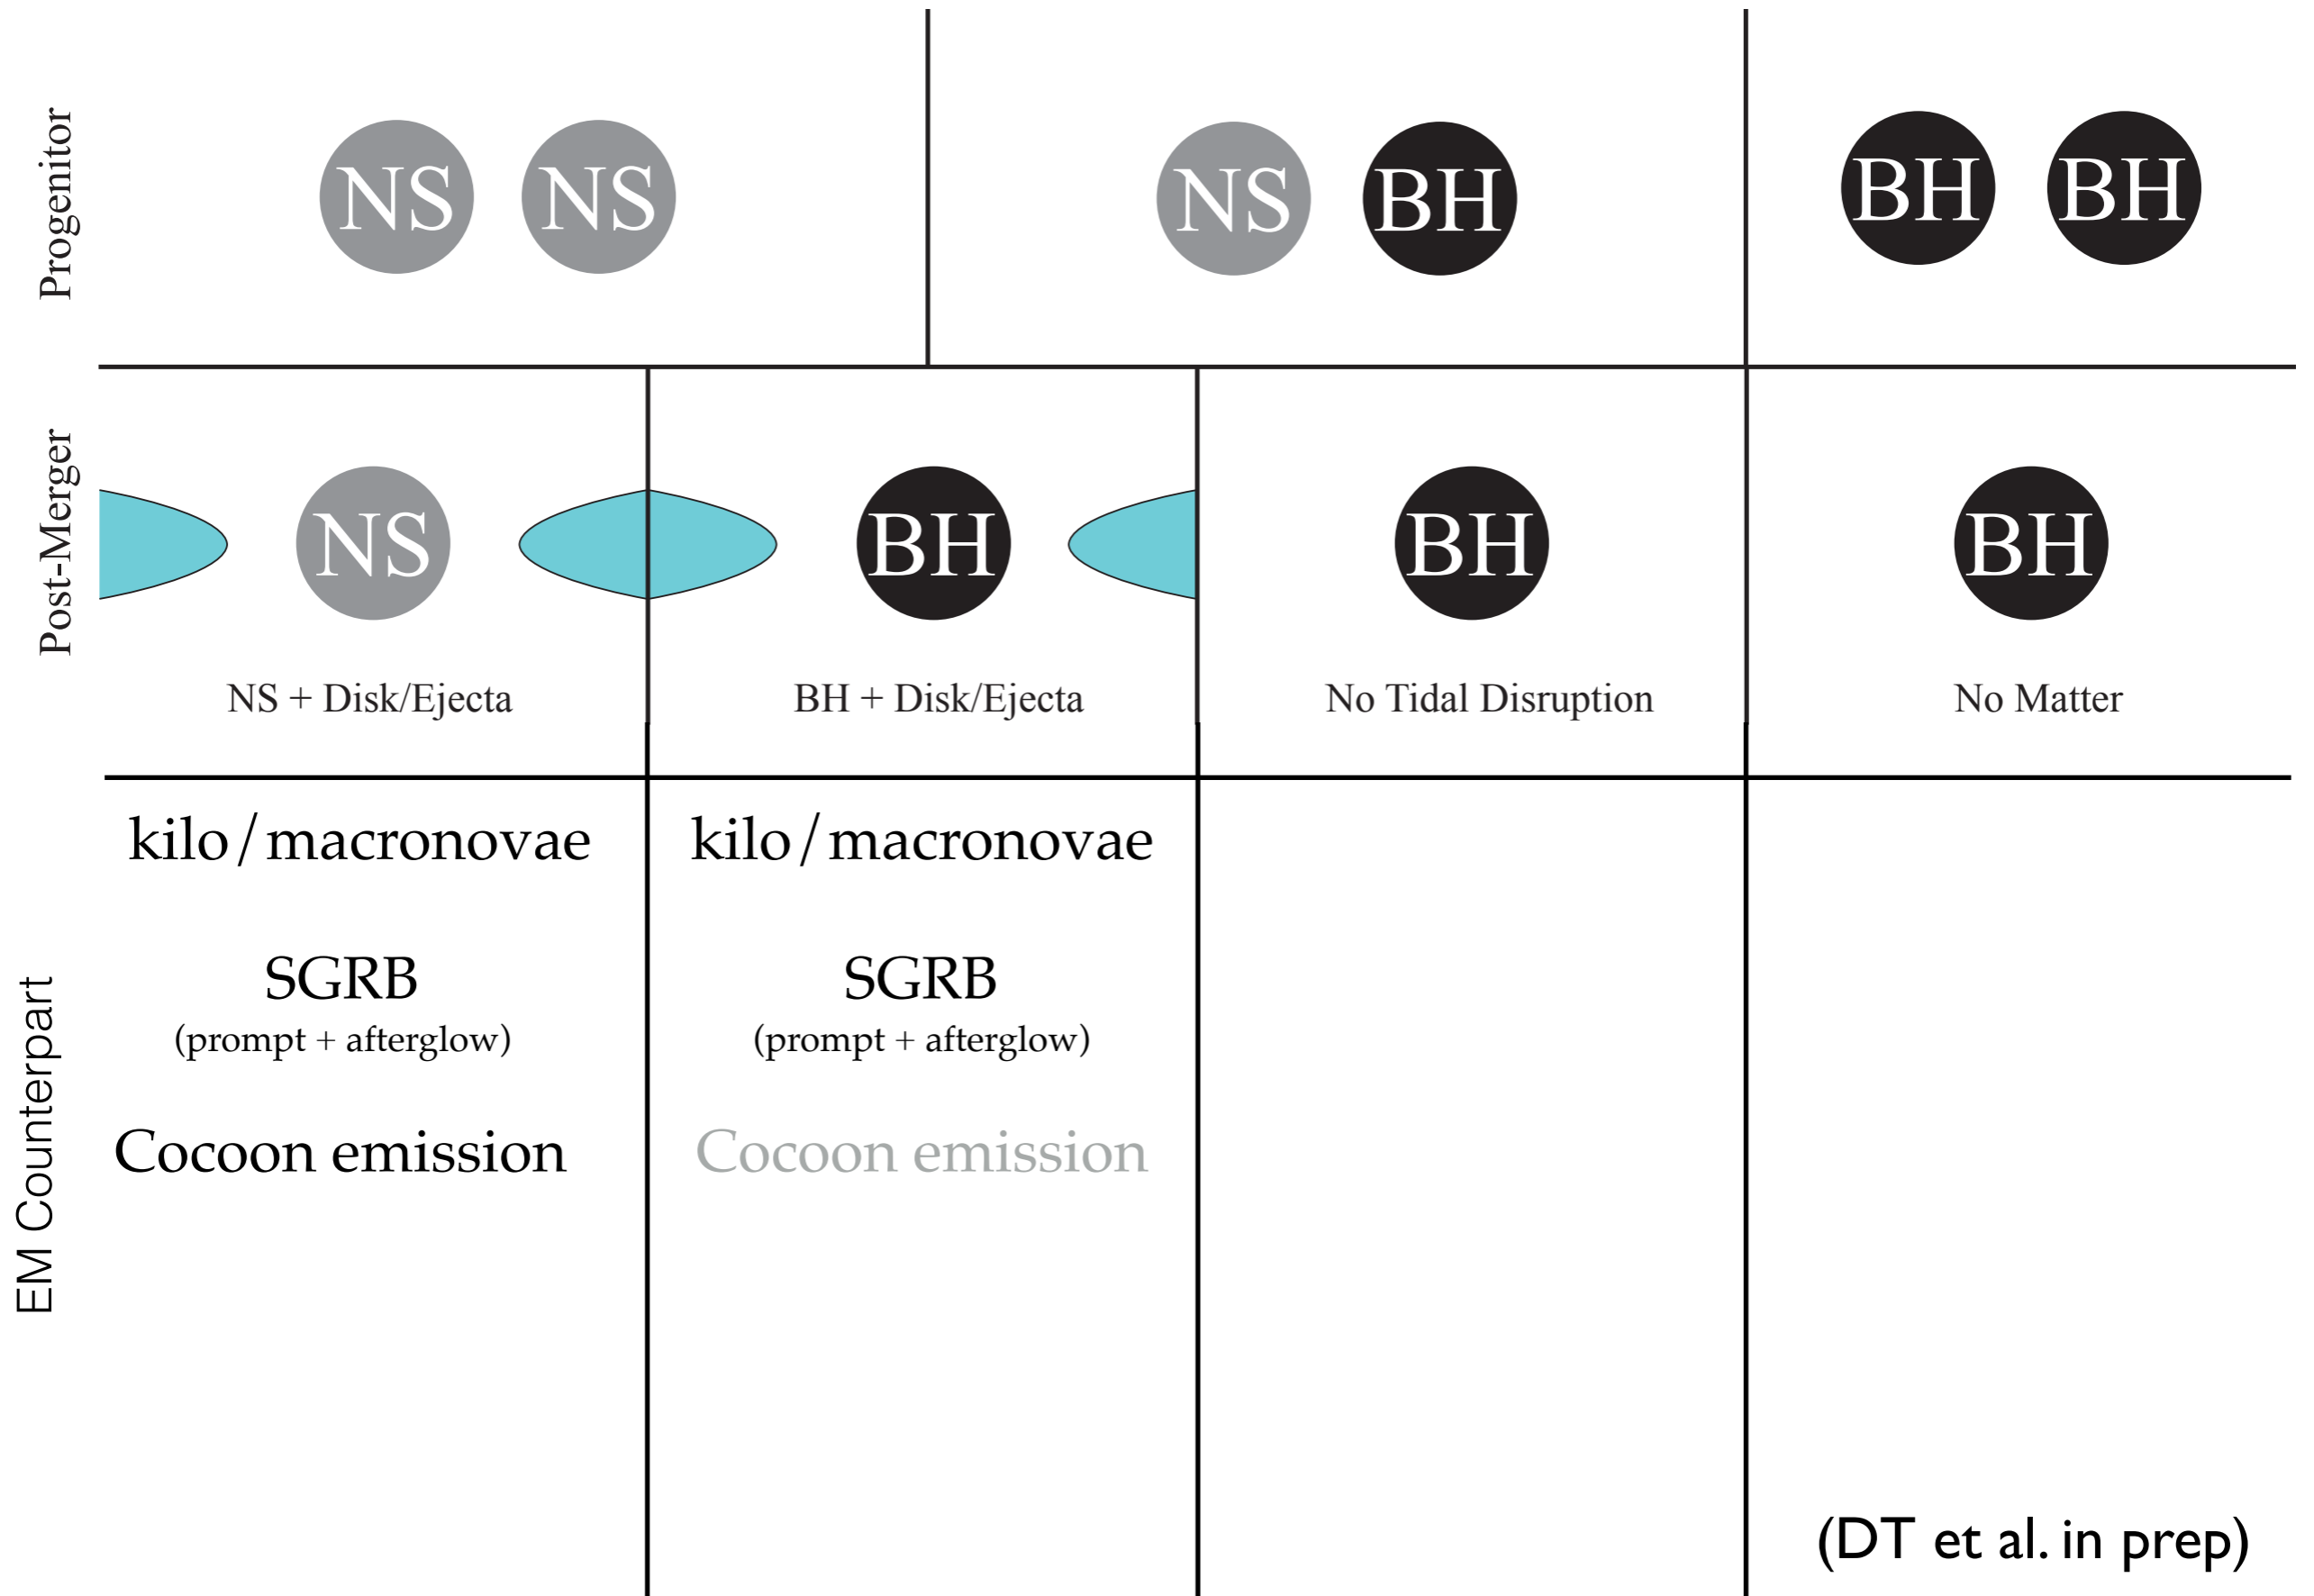 Progenitor
NS NS
NS BH
BH BH
Post-Merger
NS
BH
BH
BH
NS + Disk/Ejecta
BH + Disk/Ejecta
No Tidal Disruption
No Matter
EM Counterpart
kilo/macronovae
SGRB
(prompt + afterglow)
Cocoon emission
kilo/macronovae
SGRB
(prompt + afterglow)
Cocoon emission
(DT et al. in prep)